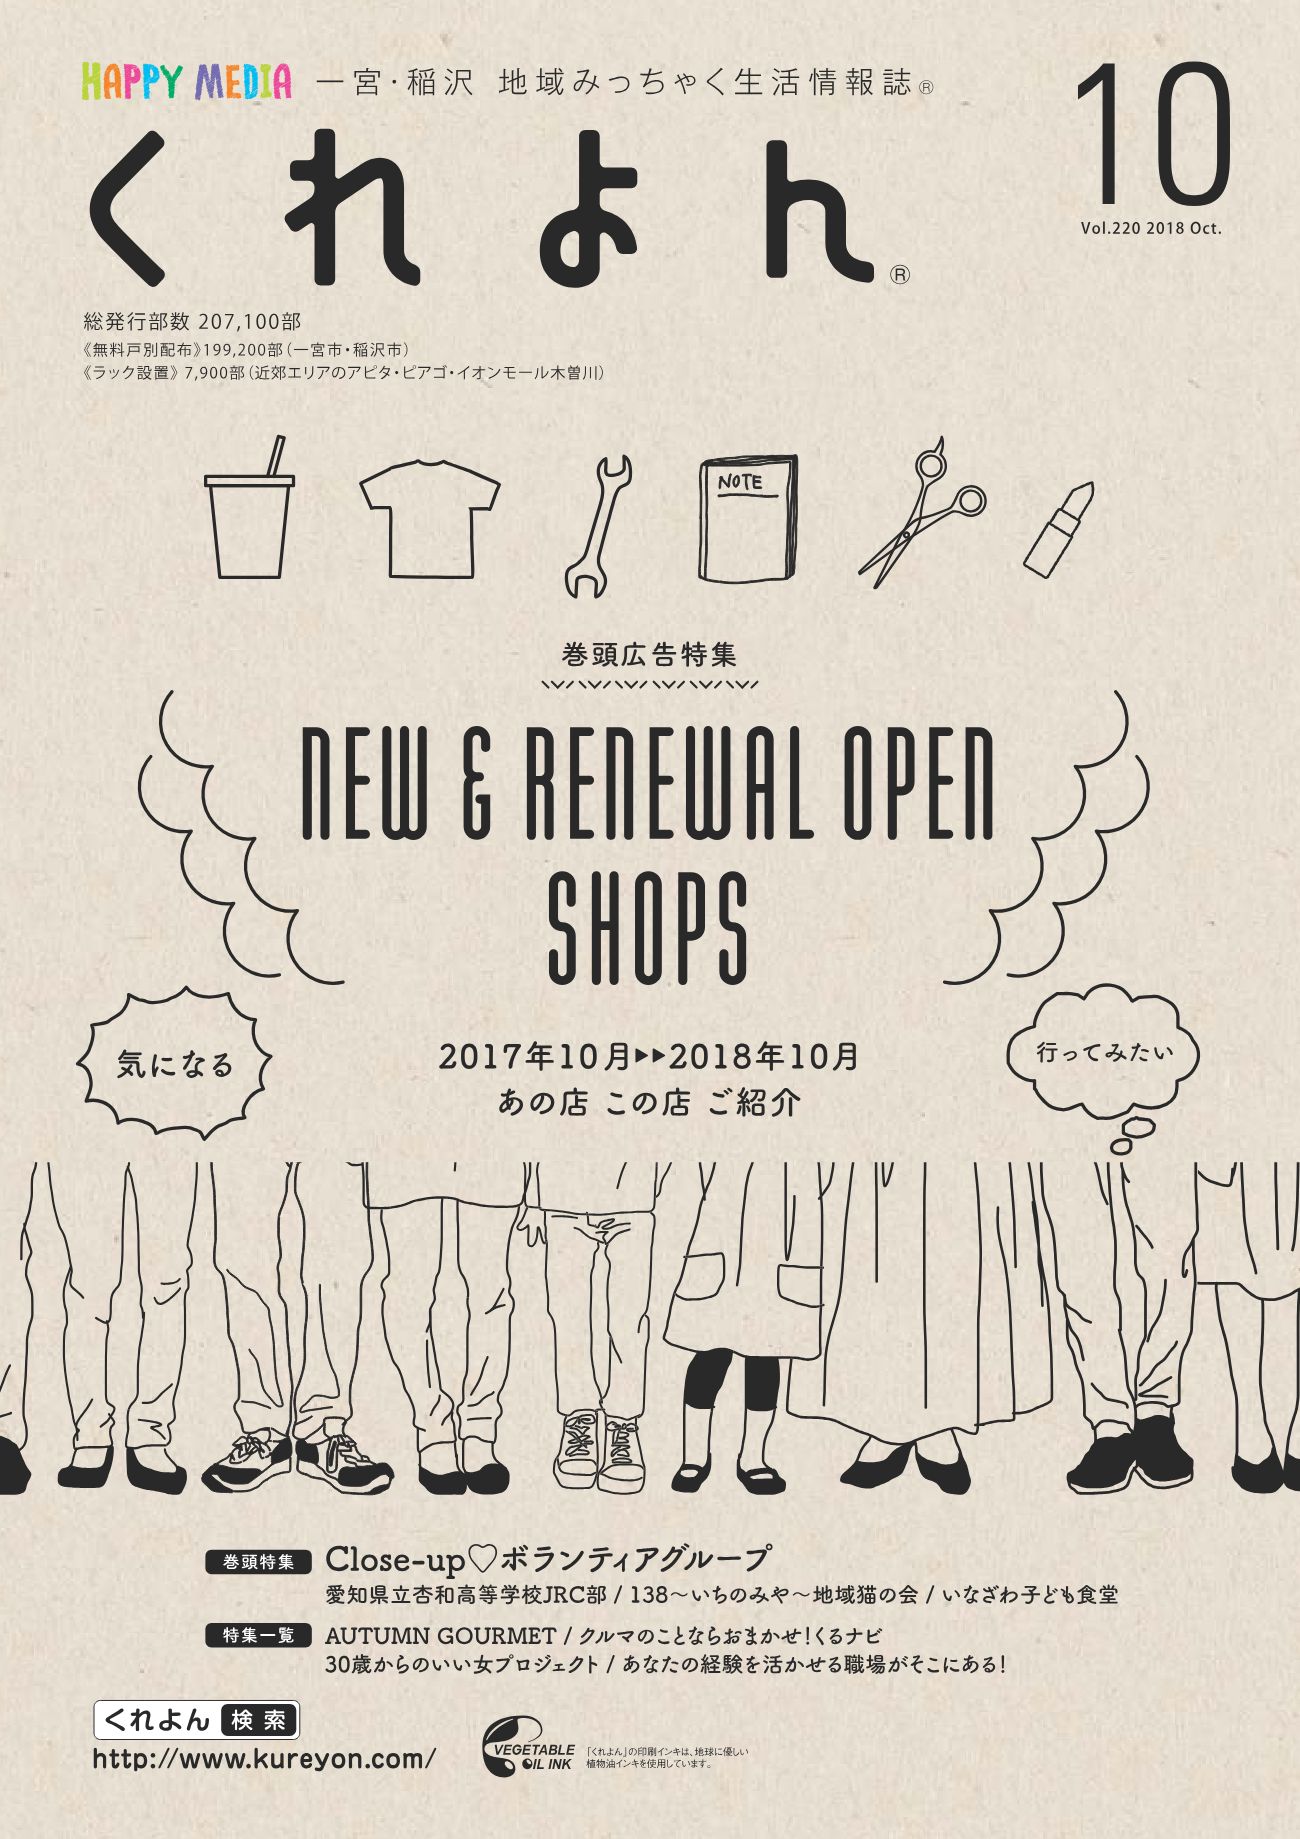 HAPPY MEDIA 一宮・稲沢 地域みっちゃく生活情報誌®
くれよん®
10
Vol.220 2018 Oct.
総発行部数 207,100部
《無料戸別配布》199,200部(一宮市・稲沢市)
《ラック設置》 7,900部(近郊エリアのアピタ・ピアゴ・イオンモール木曽川)
NOTE
巻頭広告特集
NEW & RENEWAL OPEN
SHOPS
気になる
行ってみたい
2017年10月▶▶2018年10月
あの店 この店 ご紹介
巻頭特集 Close-up♡ボランティアグループ
愛知県立杏和高等学校JRC部 / 138～いちのみや～地域猫の会 / いなざわ子ども食堂
特集一覧 AUTUMN GOURMET / クルマのことならおまかせ!くるナビ
30歳からのいい女プロジェクト / あなたの経験を活かせる職場がそこにある!
くれよん 検索
http://www.kureyon.com/
VEGETABLE
OIL INK
「くれよん」の印刷インキは、地球に優しい
植物油インキを使用しています。